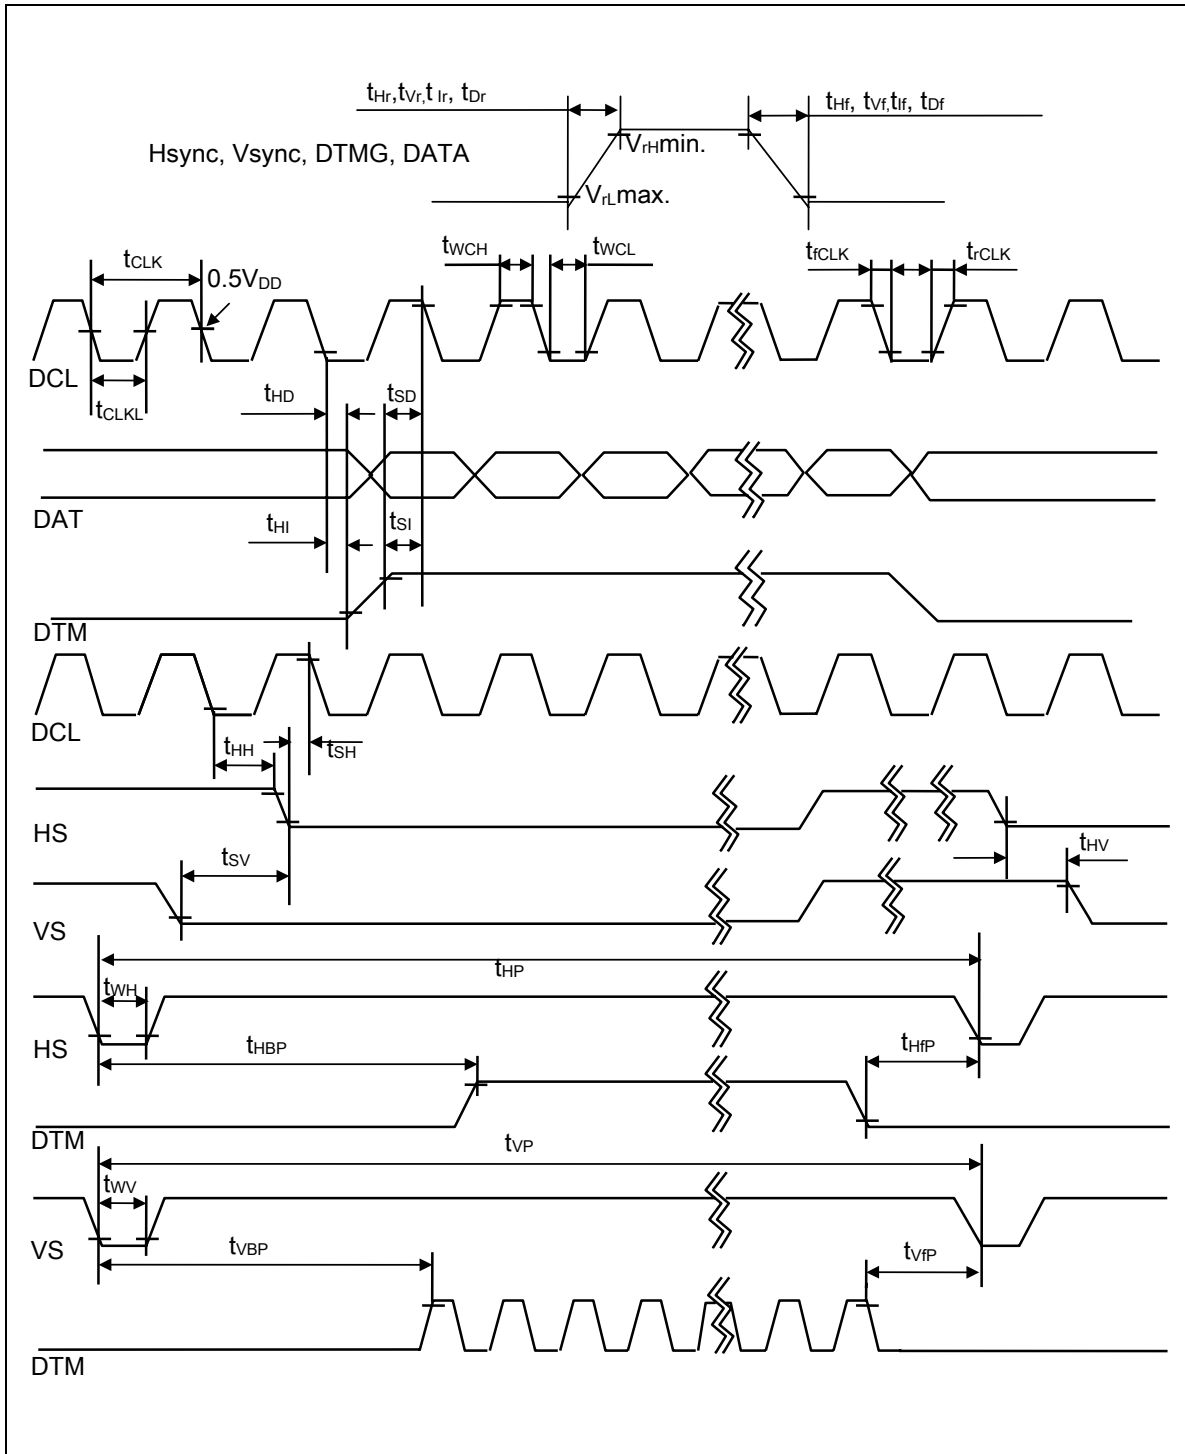 tHr,tVr,t Ir, tDr
tHf, tVf,tIf, tDf
Hsync, Vsync, DTMG, DATA
VrHmin.
VrLmax.
tCLK
0.5VDD
tWCH
tWCL
tfCLK
trCLK
DCL
tCLKL
tHD
tSD
DAT
tHI
tSI
DTM
DCL
tHH
tSH
HS
tSV
tHV
VS
tHP
tWH
HS
tHBP
tHfP
DTM
tVP
tWV
VS
tVBP
tVfP
DTM